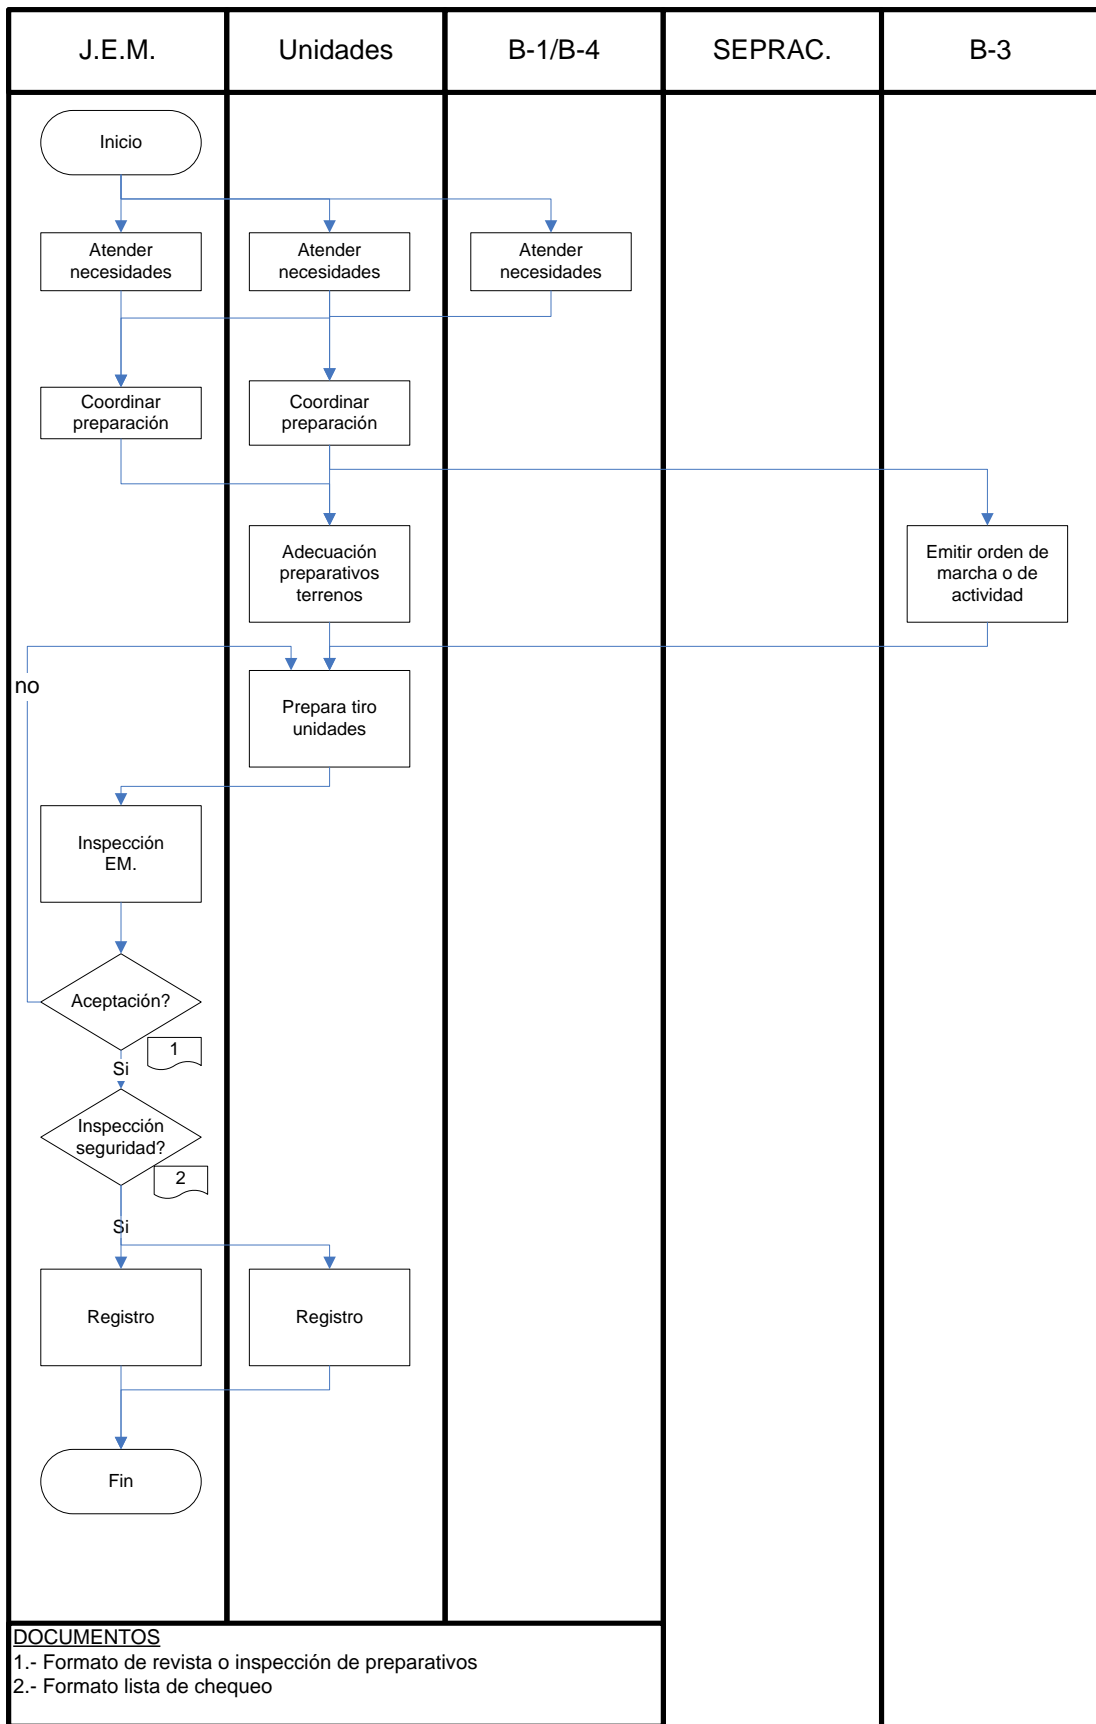 J.E.M.
Unidades
B-1/B-4
SEPRAC.
B-3
Inicio
Atender
necesidades
Atender
necesidades
Atender
necesidades
Coordinar
preparación
Coordinar
preparación
Adecuación
preparativos
terrenos
Emitir orden de
marcha o de
actividad
no
Prepara tiro
unidades
Inspección
EM.
Aceptación?
1
Si
Inspección
seguridad?
2
Si
Registro
Registro
Fin
DOCUMENTOS
1.- Formato de revista o inspección de preparativos
2.- Formato lista de chequeo